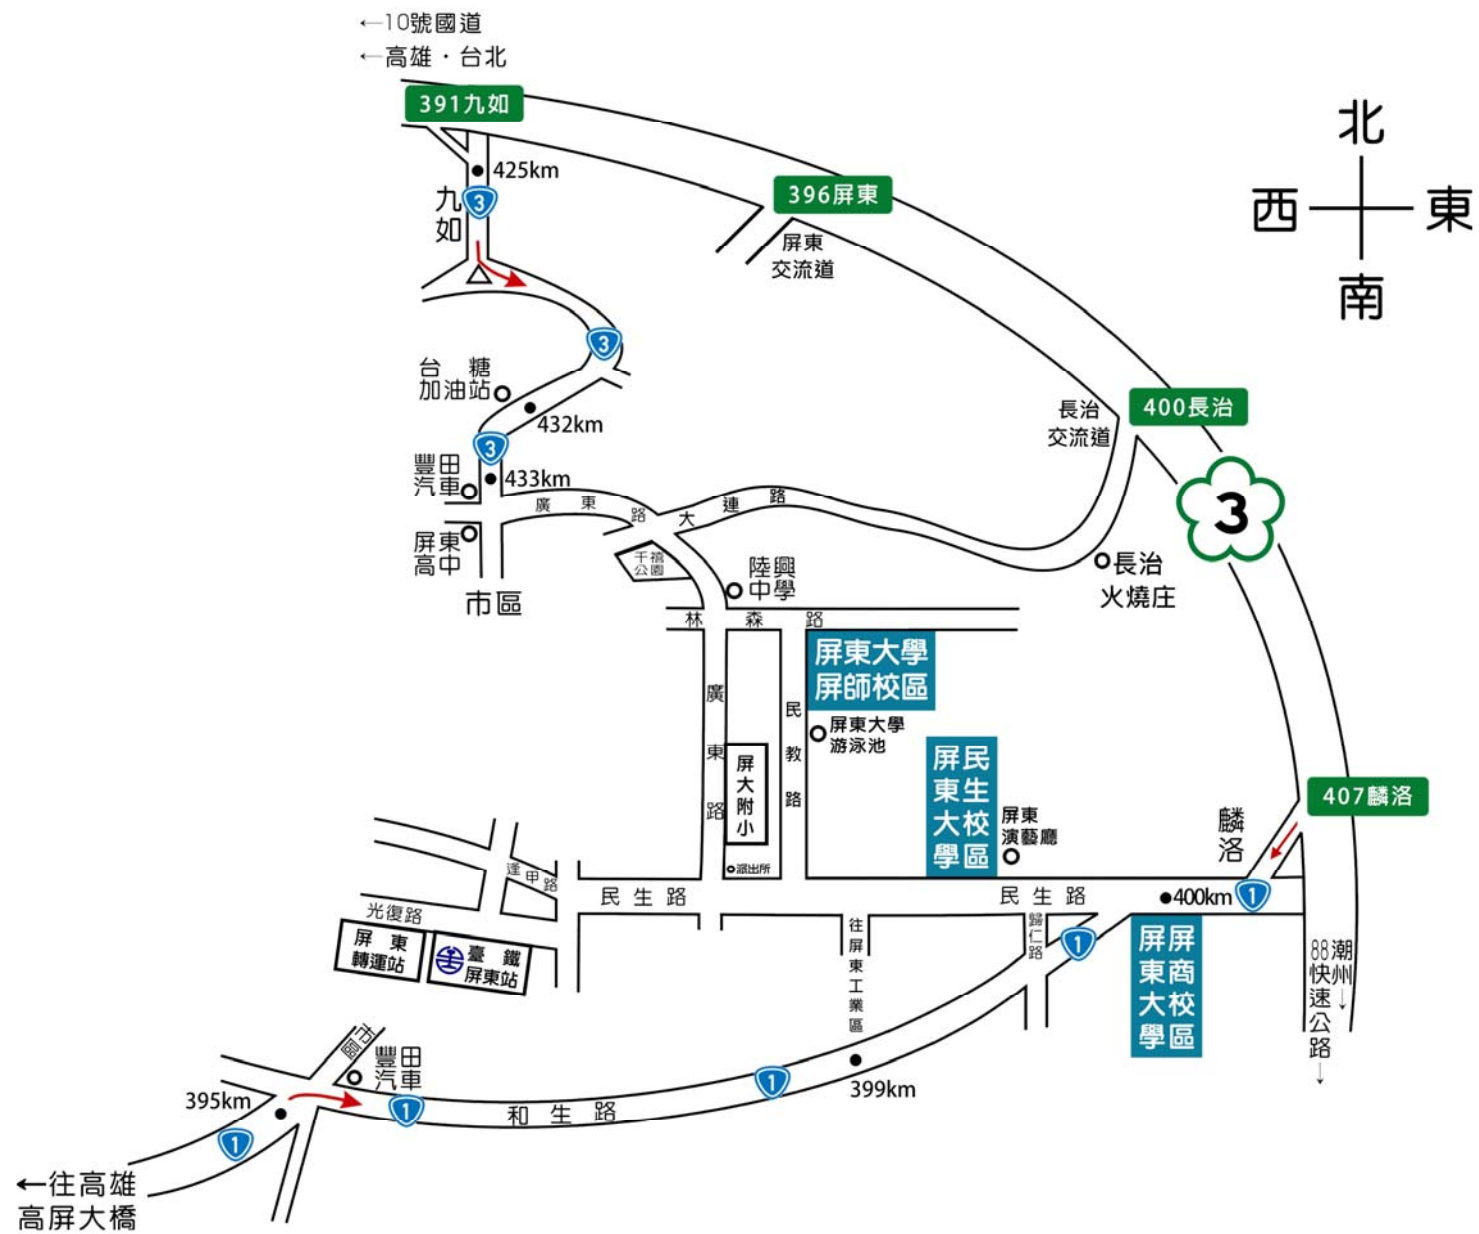 ←10號國道
←高雄．台北
391九如
425km
九如
3
396屏東
屏東
交流道
北
西
東
南
3
台糖
加油站
432km
3
豐田
汽車
433km
屏東
高中
市區
廣東路
大連路
千禧
公園
陸興
中學
長治
交流道
400長治
3
長治
火燒庄
林森路
屏東大學
屏師校區
廣東路
民教路
屏東大學
游泳池
屏大附小
派出所
屏東大學
民生校區
屏東
演藝廳
407麟洛
麟洛
逢甲路
民生路
民生路
400km
1
光復路
屏東
轉運站
臺鐵
屏東站
往屏東工業區
歸仁路
1
屏東大學
屏商校區
潮州↓
88快速公路↓
市區
豐田
汽車
395km
1
1
和生路
1
399km
←往高雄
高屏大橋